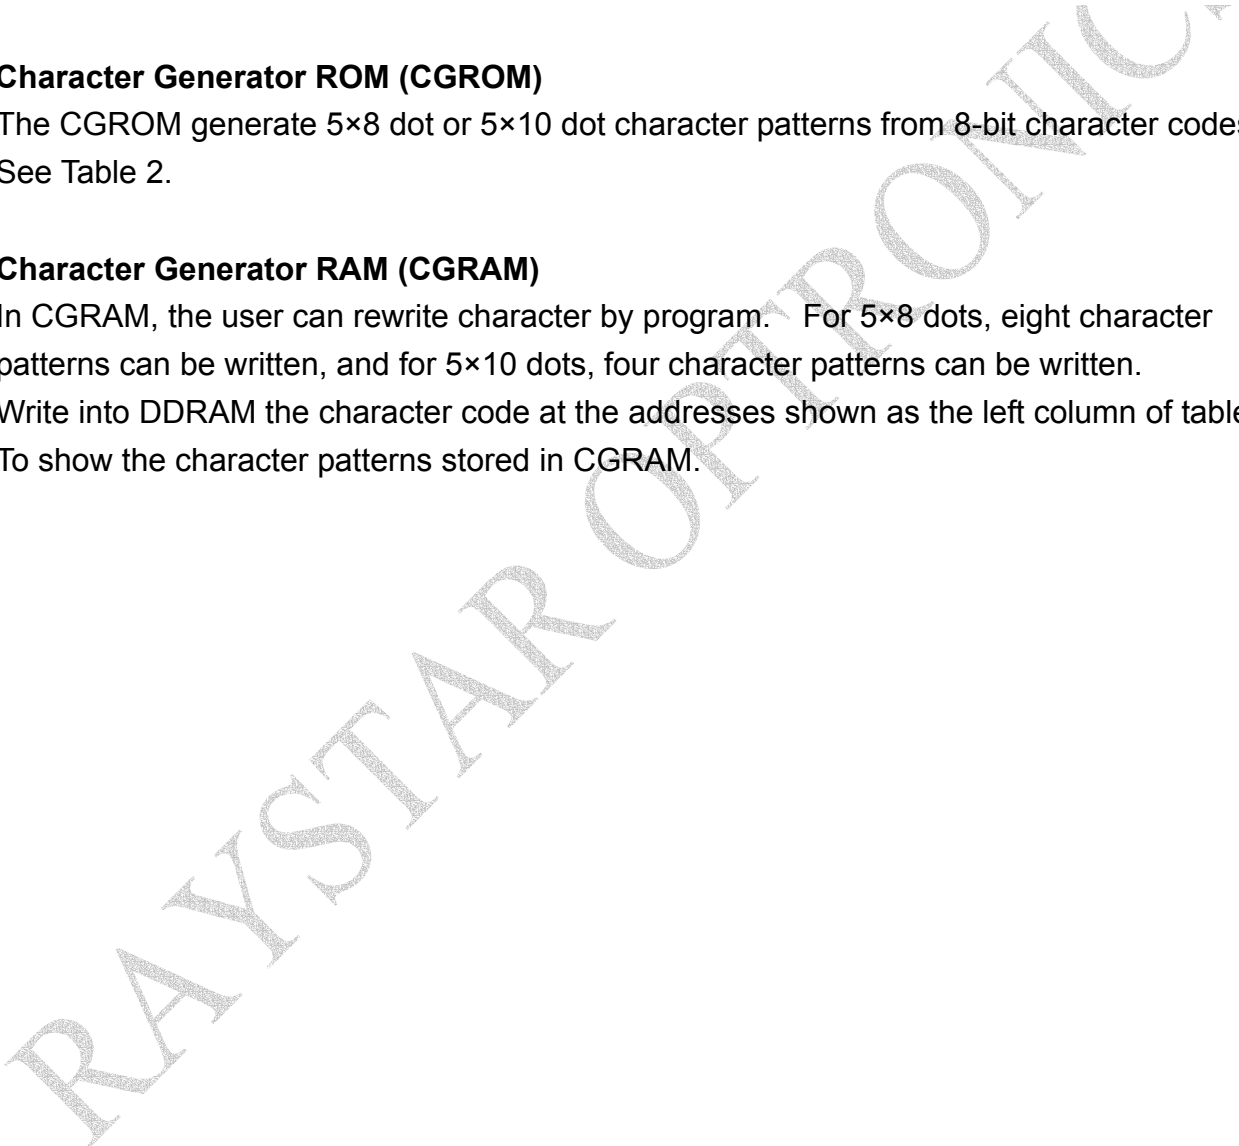 Character Generator ROM (CGROM)
The CGROM generate 5×8 dot or 5×10 dot character patterns from 8-bit character codes
See Table 2.
Character Generator RAM (CGRAM)
In CGRAM, the user can rewrite character by program. For 5×8 dots, eight character
patterns can be written, and for 5×10 dots, four character patterns can be written.
Write into DDRAM the character code at the addresses shown as the left column of table
To show the character patterns stored in CGRAM.
RAYSTAR OPTRONIC